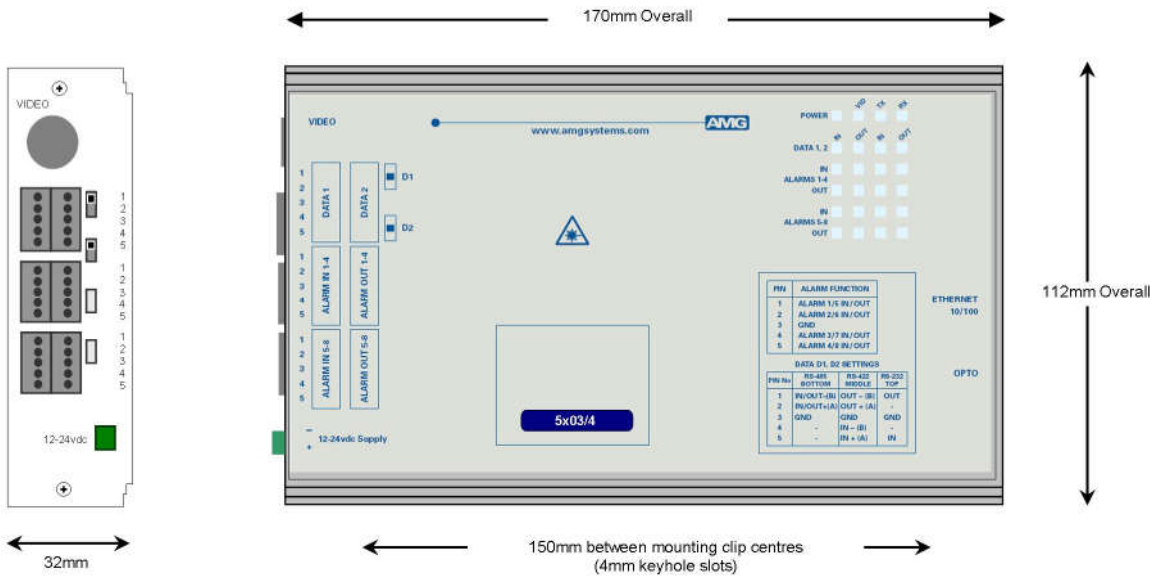 170mm Overall
VIDEO
1
2
3
4
5
1
2
3
4
5
1
2
3
4
5
12-24vdc
32mm
VIDEO
www.amgsystems.com
AMG
1
2
3
4
5
DATA 1
DATA 2
D1
D2
1
2
3
4
5
ALARM IN 1-4
ALARM OUT 1-4
1
2
3
4
5
ALARM IN 5-8
ALARM OUT 5-8
− 
+ 12-24vdc Supply
5x03/4
VID TX RX
POWER
IN OUT IN OUT
DATA 1, 2
IN
ALARMS 1-4
OUT
IN
ALARMS 5-8
OUT
PIN ALARM FUNCTION
1 ALARM 1/5 IN/OUT
2 ALARM 2/6 IN/OUT
3 GND
4 ALARM 3/7 IN/OUT
5 ALARM 4/8 IN/OUT
DATA D1, D2 SETTINGS
PIN No RS-485 BOTTOM RS-422 MIDDLE RS-232 TOP
1 IN/OUT-(B) OUT - (B) OUT
2 IN/OUT+(A) OUT + (A) -
3 GND GND GND
4 - IN - (B) -
5 - IN + (A) IN
ETHERNET
10/100
OPTO
112mm Overall
150mm between mounting clip centres
(4mm keyhole slots)